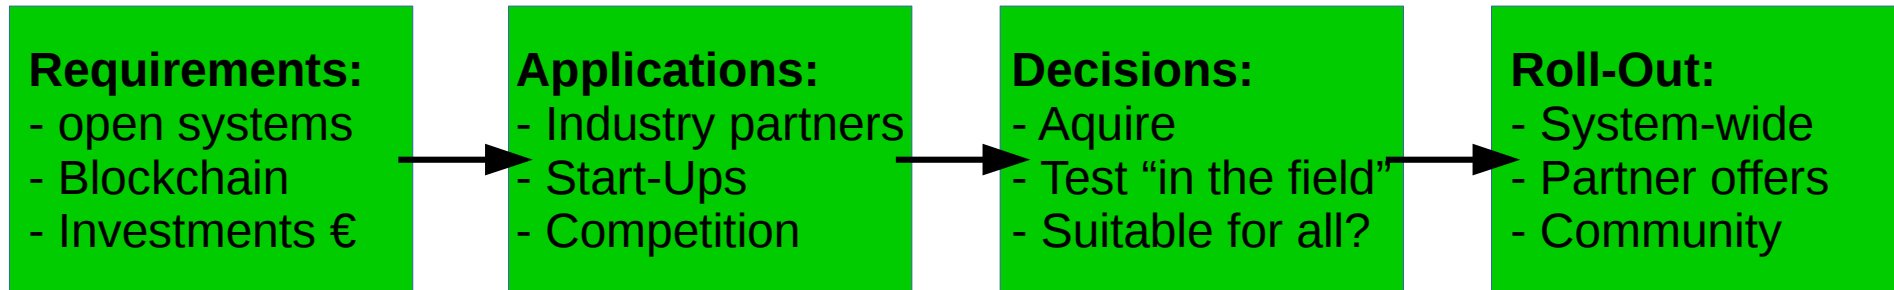 Requirements:
- open systems
- Blockchain
- Investments €
Applications:
- Industry partners
- Start-Ups
- Competition
Decisions:
- Aquire
- Test “in the field”
- Suitable for all?
Roll-Out:
- System-wide
- Partner offers
- Community